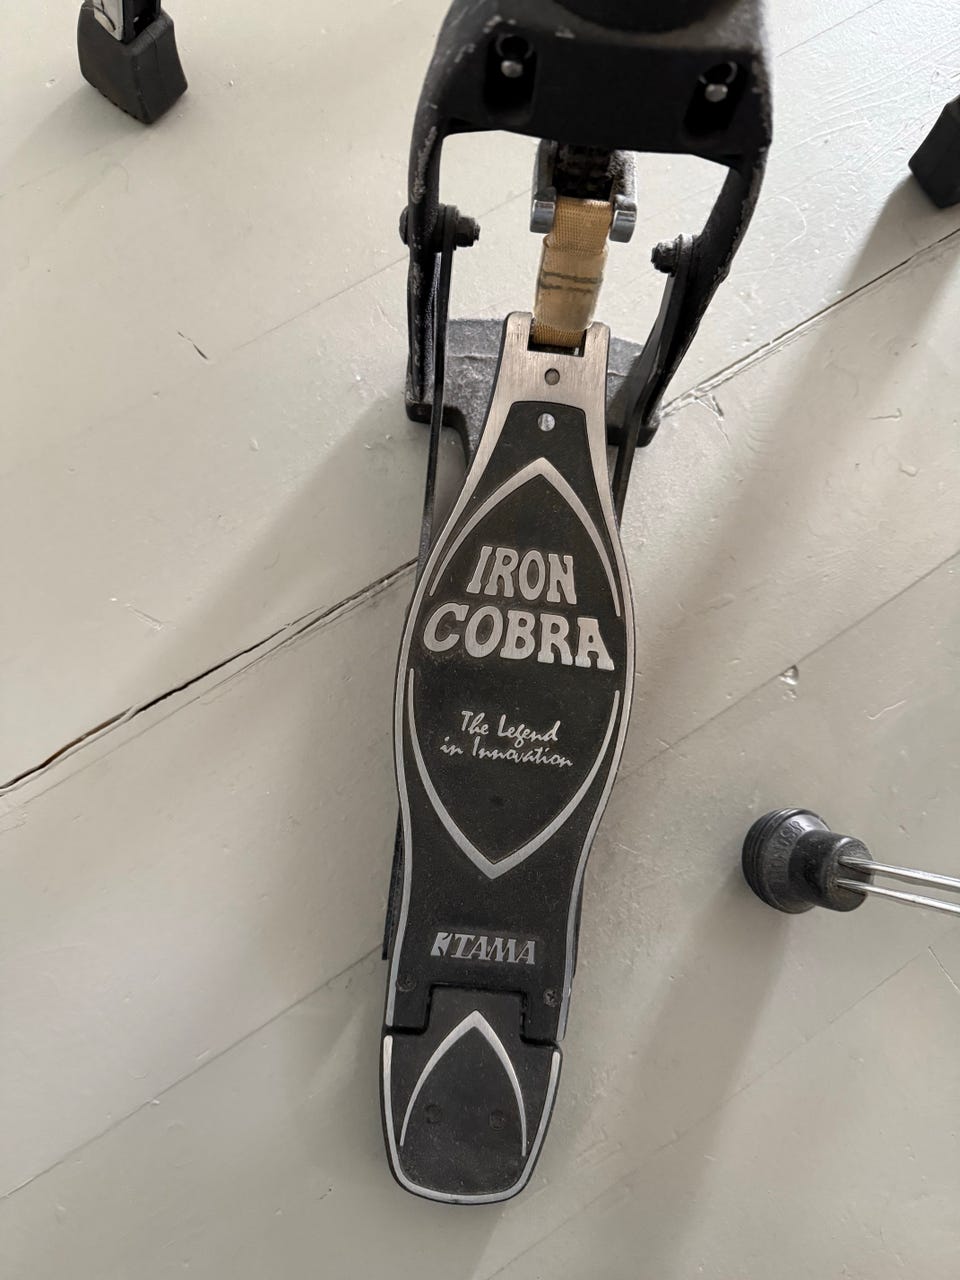 IRON
COBRA
The Legend
in Innovation
TAMA